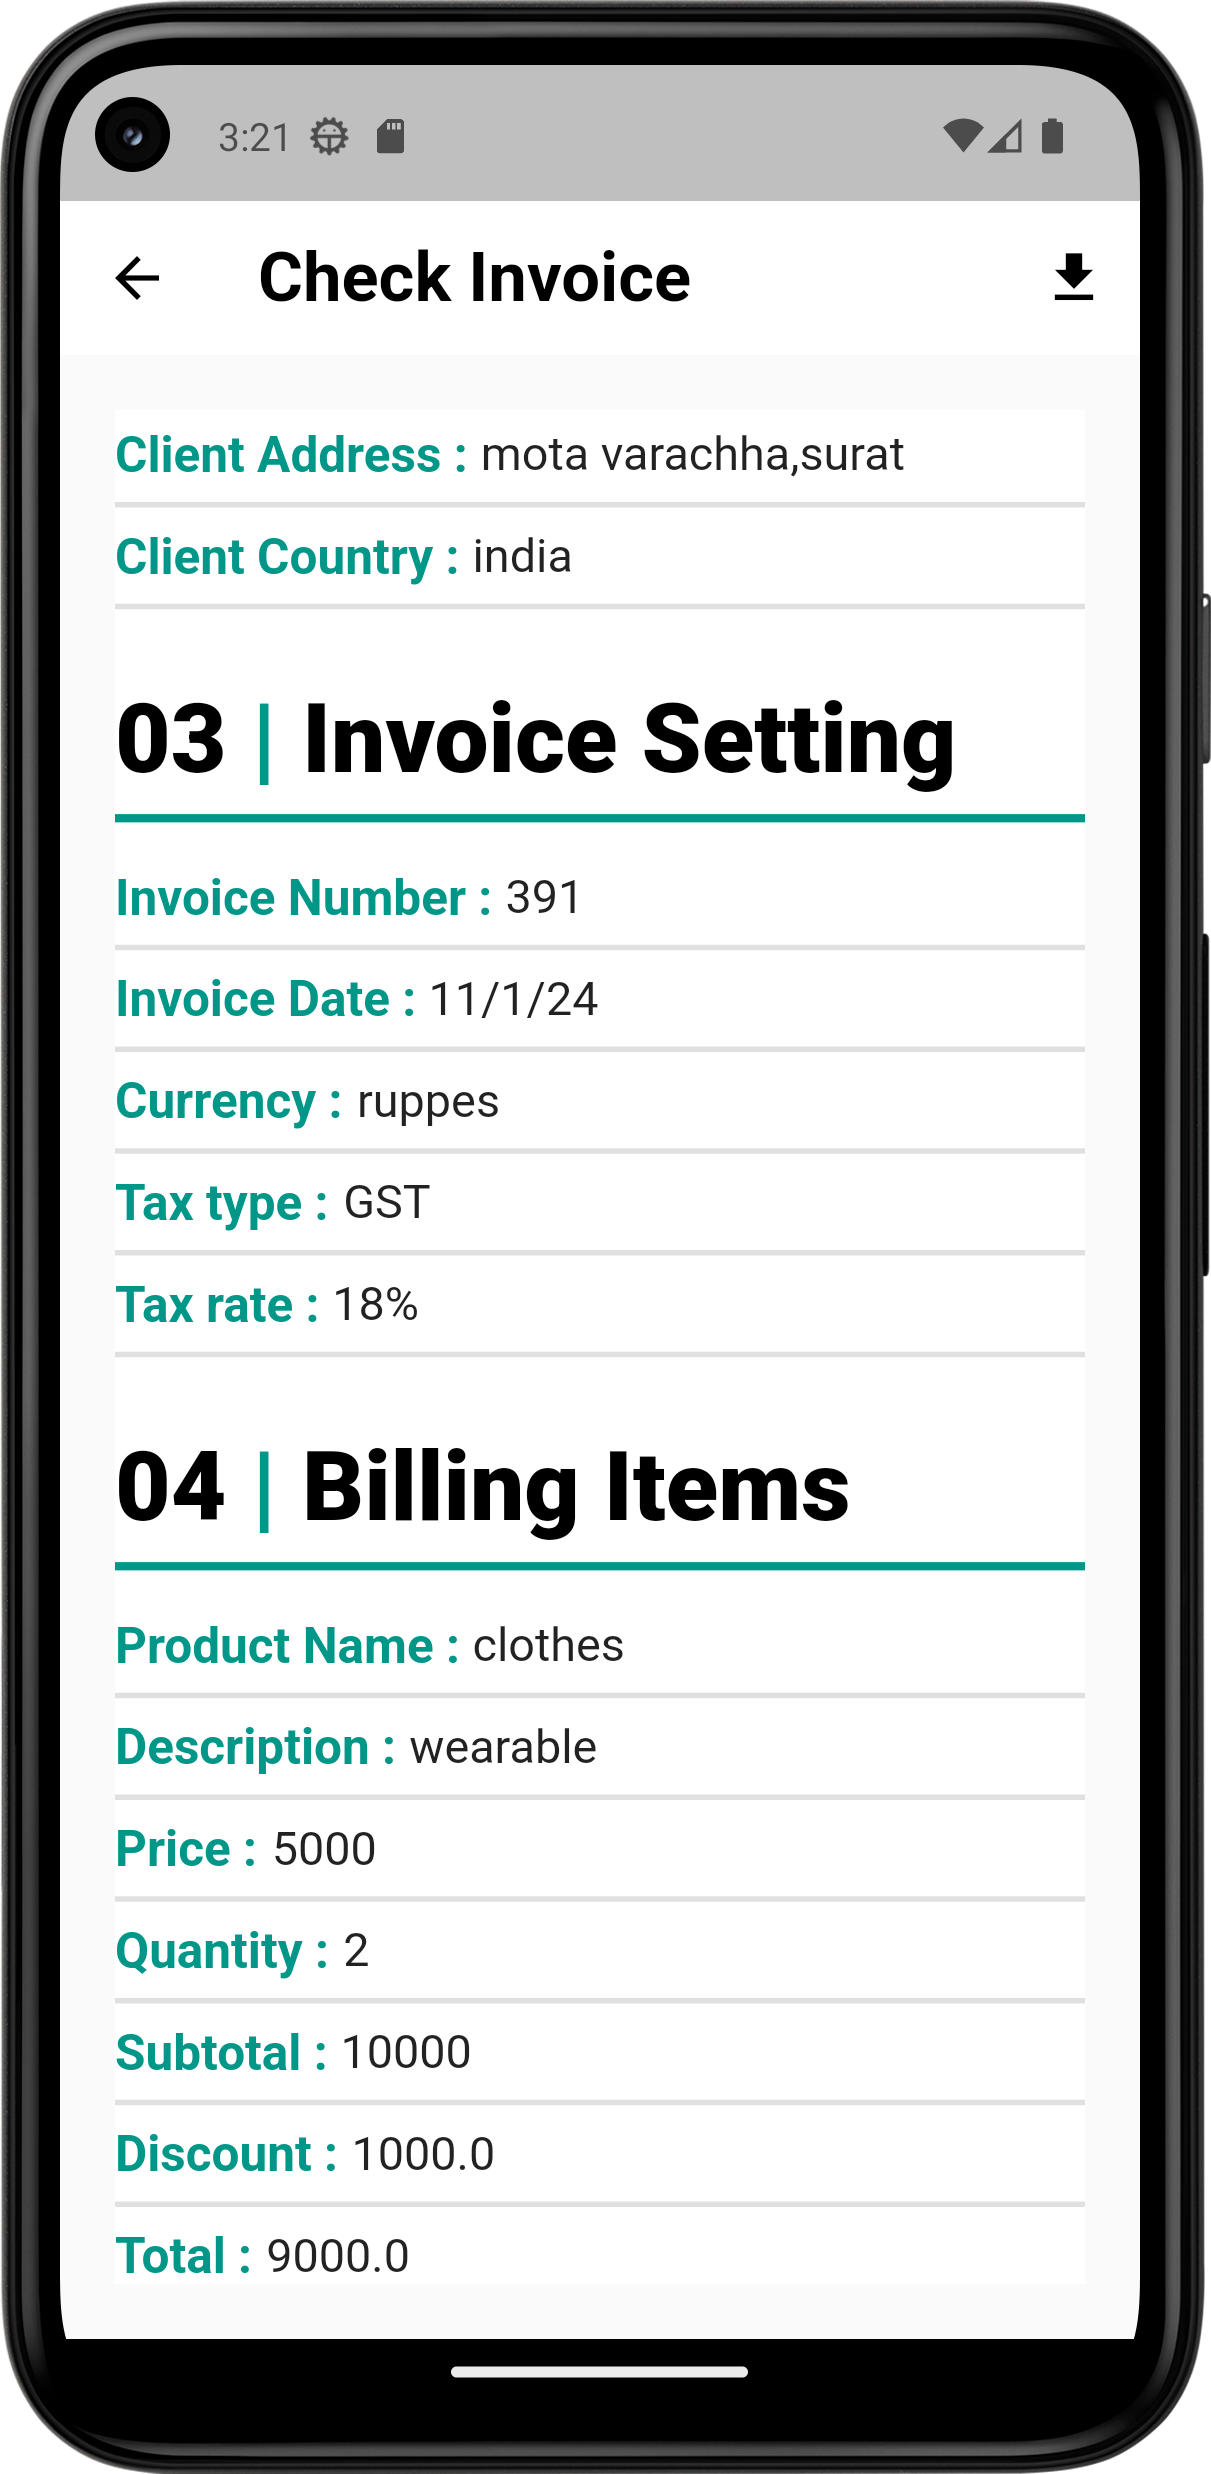 3:21
Check Invoice
Client Address : mota varachha,surat
Client Country : india
03 | Invoice Setting
Invoice Number : 391
Invoice Date : 11/1/24
Currency : ruppes
Tax type : GST
Tax rate : 18%
04 | Billing Items
Product Name : clothes
Description : wearable
Price : 5000
Quantity : 2
Subtotal : 10000
Discount : 1000.0
Total : 9000.0